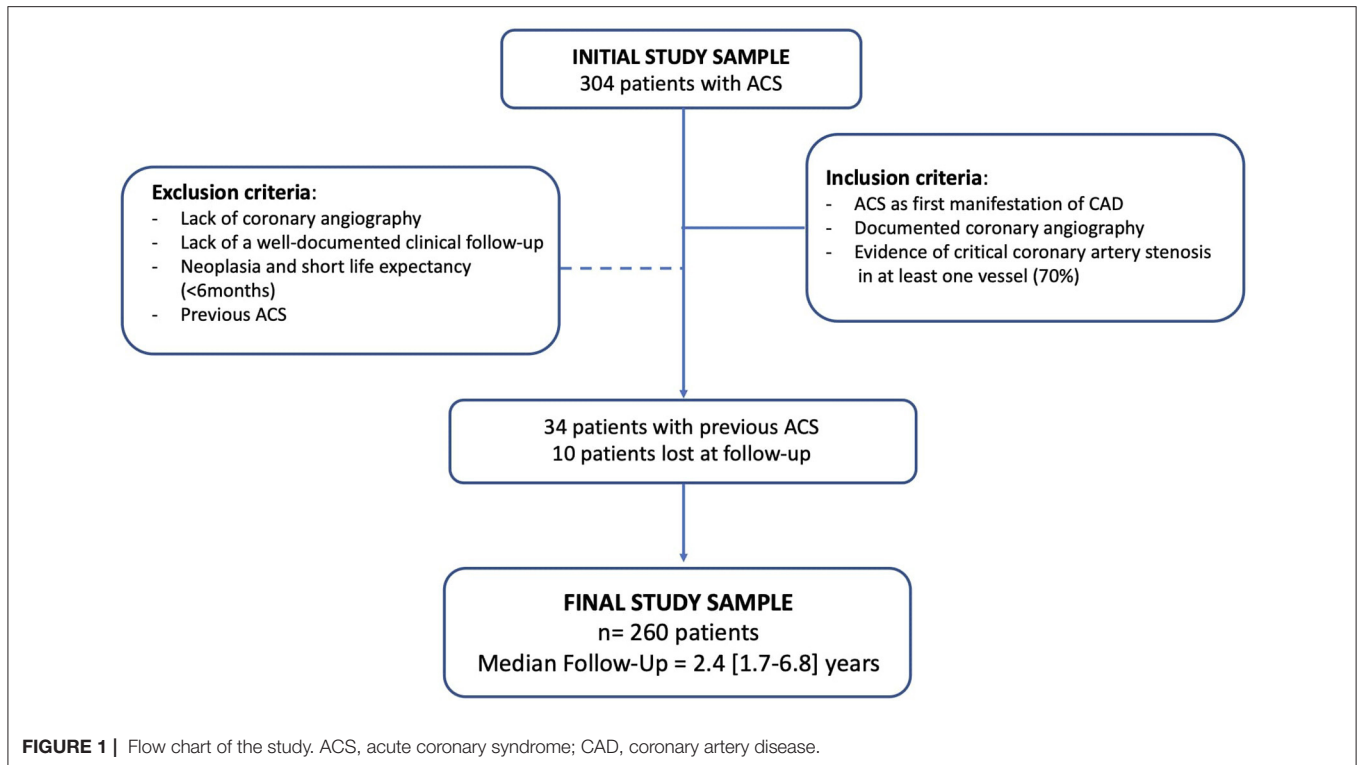 INITIAL STUDY SAMPLE
304 patients with ACS
Exclusion criteria:
- Lack of coronary angiography
- Lack of a well-documented clinical follow-up
- Neoplasia and short life expectancy
(<6months)
- Previous ACS
Inclusion criteria:
- ACS as first manifestation of CAD
- Documented coronary angiography
- Evidence of critical coronary artery stenosis
in at least one vessel (70%)
34 patients with previous ACS
10 patients lost at follow-up
FINAL STUDY SAMPLE
n= 260 patients
Median Follow-Up = 2.4 [1.7-6.8] years
FIGURE 1 | Flow chart of the study. ACS, acute coronary syndrome; CAD, coronary artery disease.